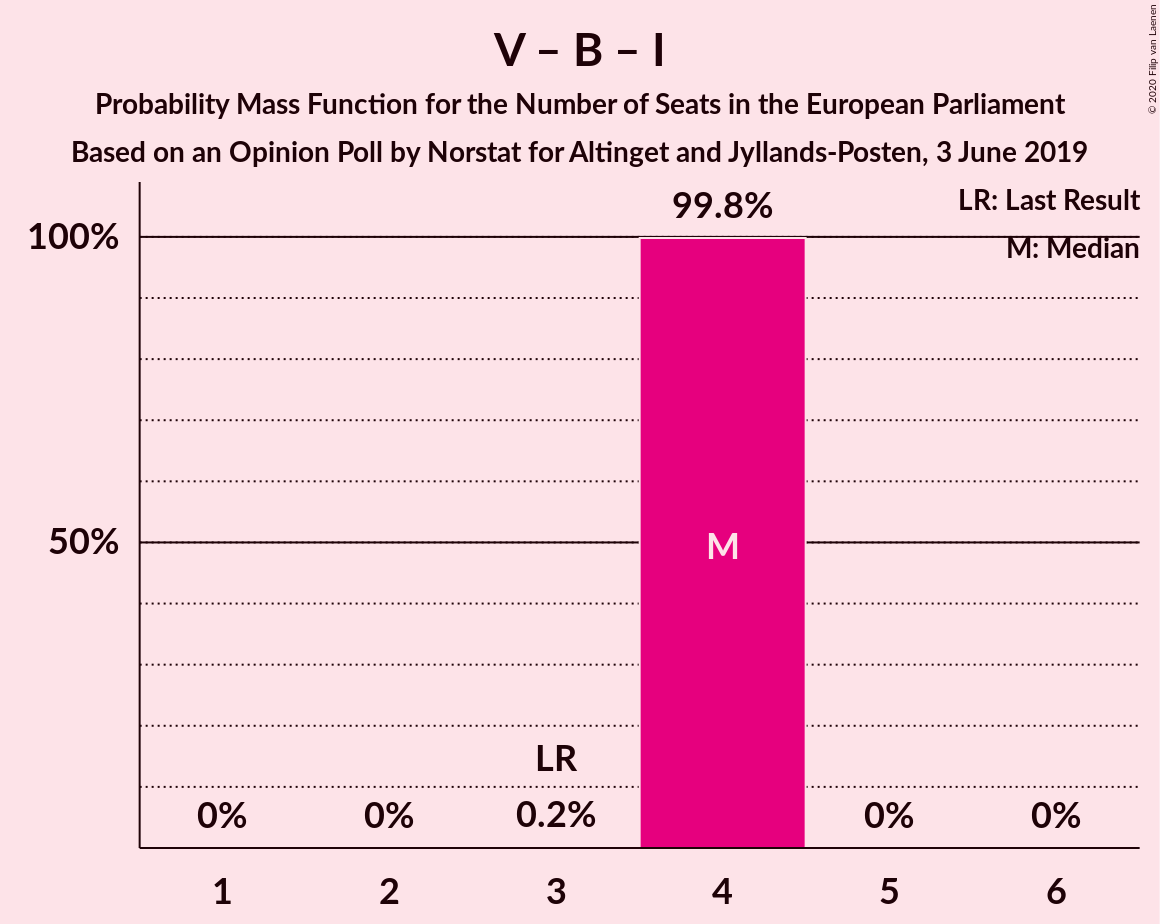 V – B – I
Probability Mass Function for the Number of Seats in the European Parliament
Based on an Opinion Poll by Norstat for Altinget and Jyllands-Posten, 3 June 2019
© 2020 Filip van Laenen
LR: Last Result
M: Median
99.8%
100%
50%
M
LR
0% 0% 0.2% 0% 0%
1 2 3 4 5 6